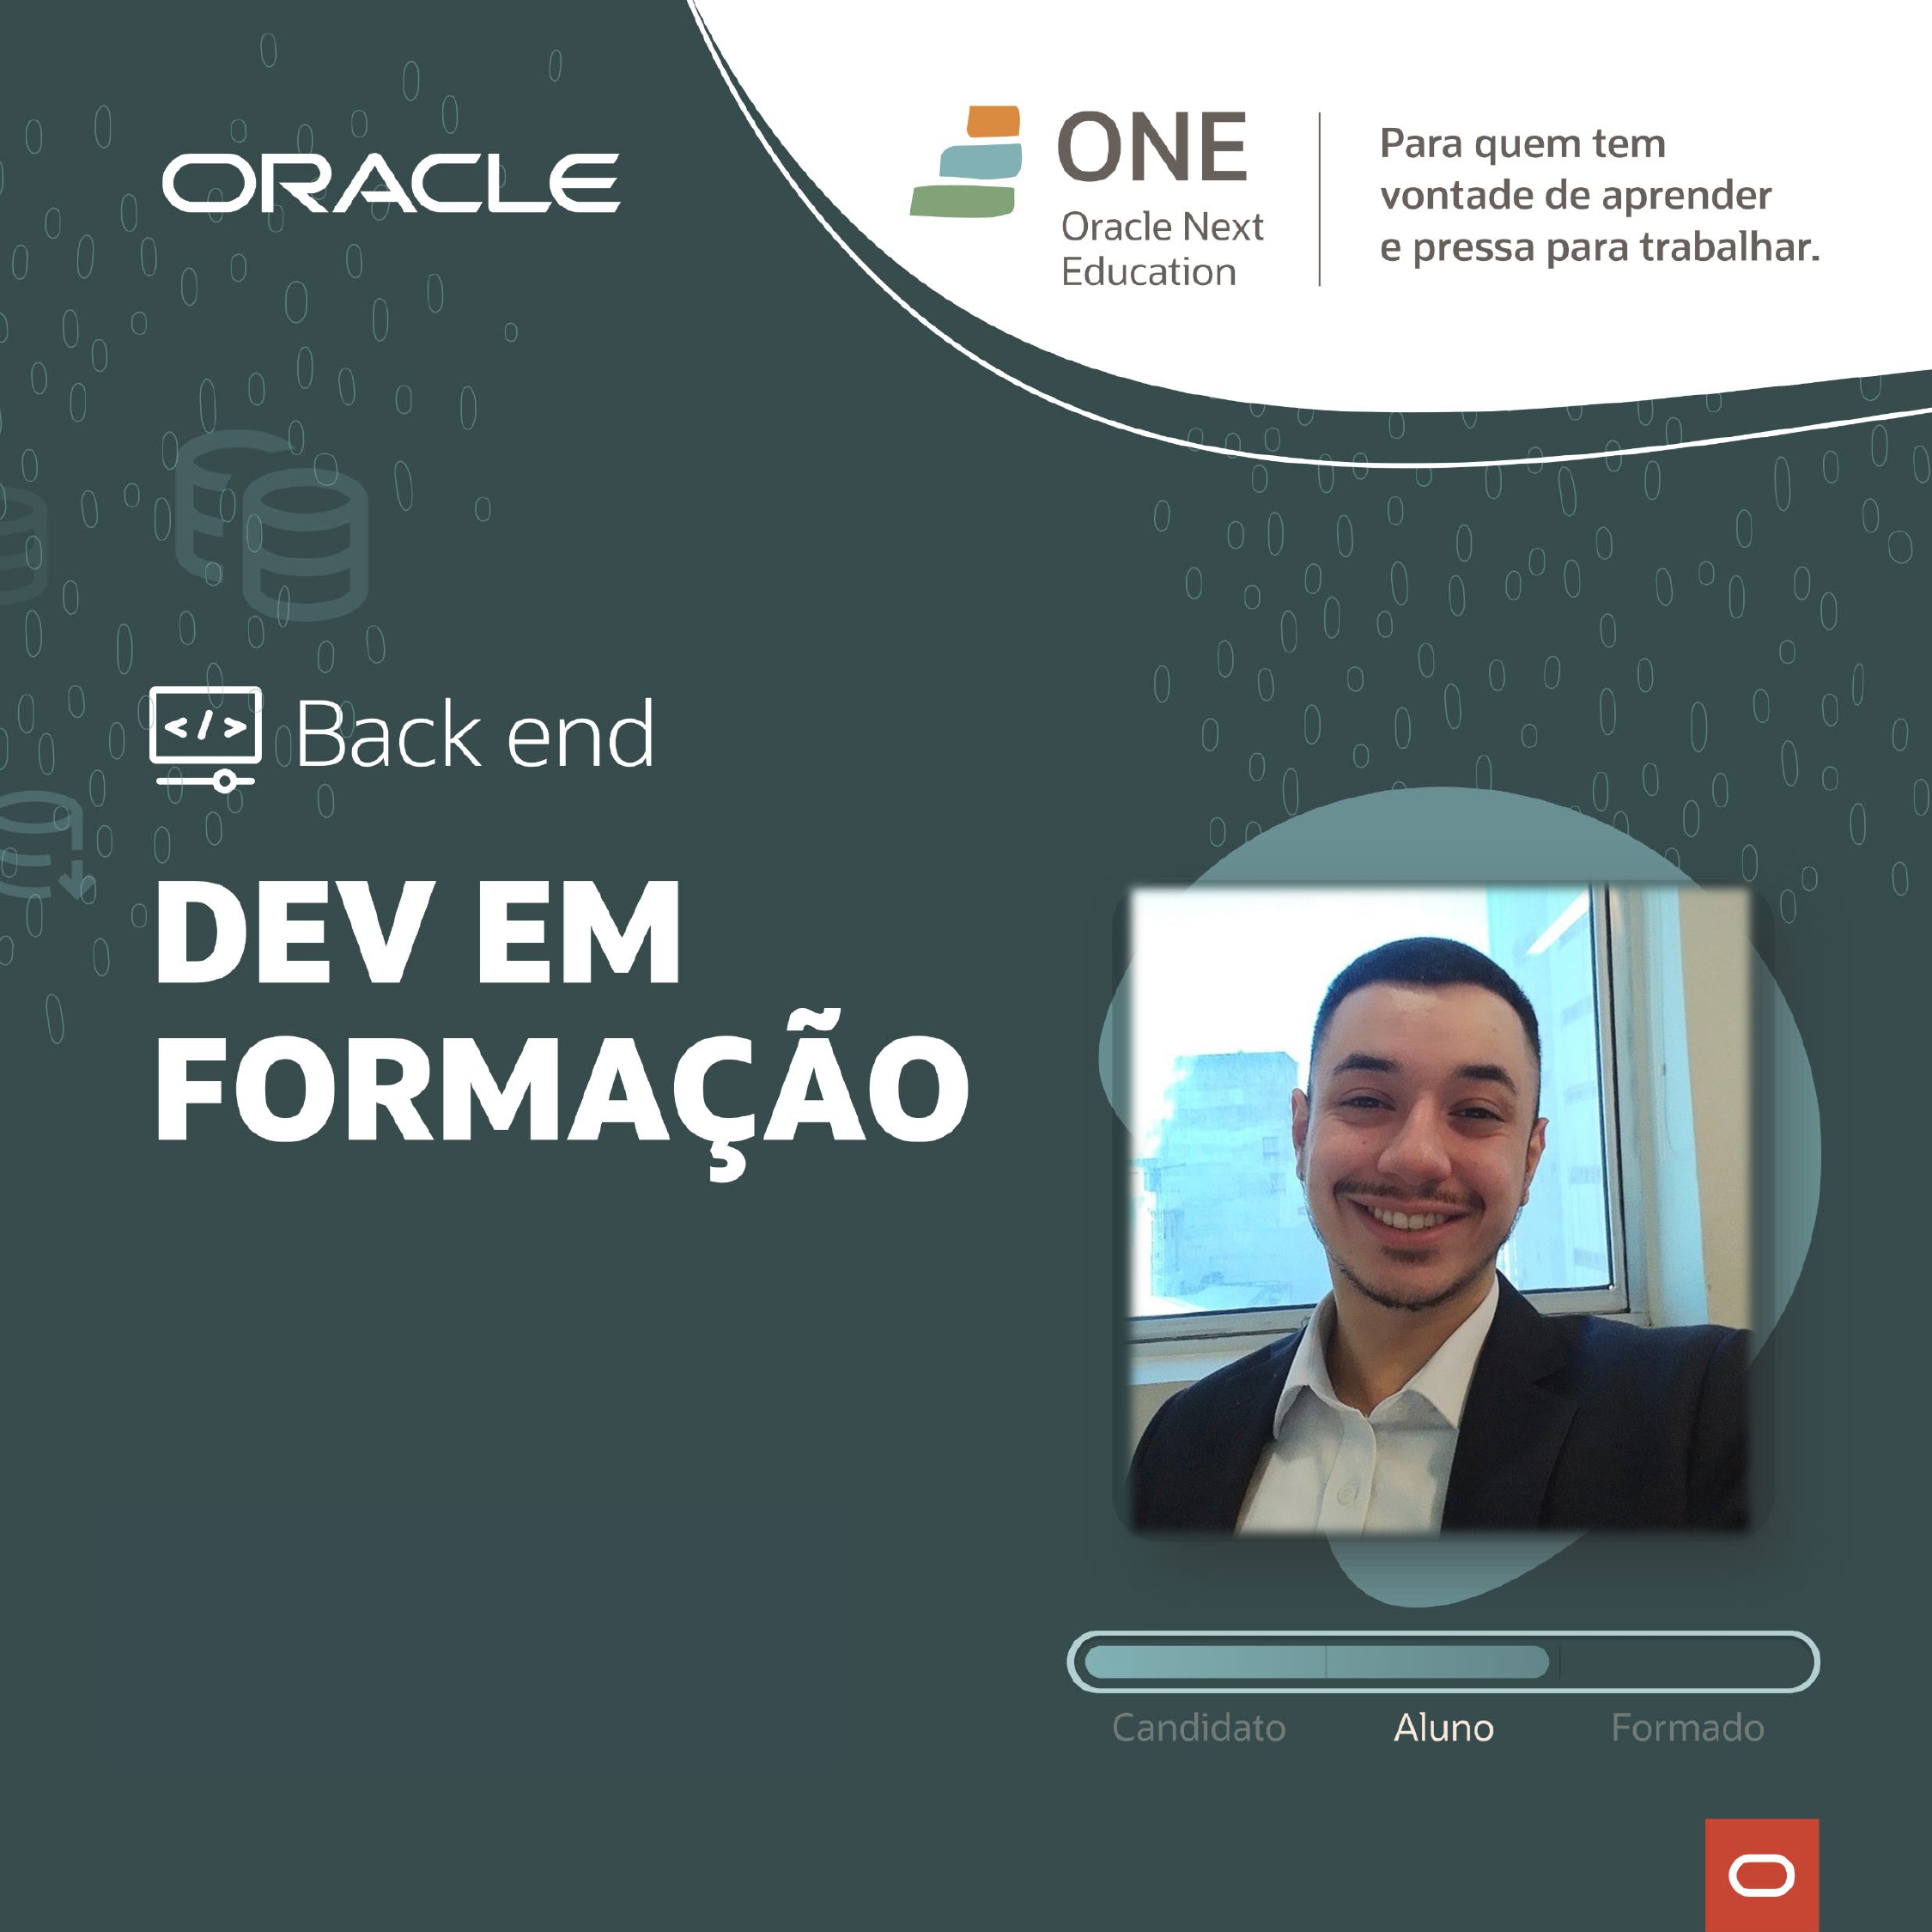 ORACLE
ONE
Oracle Next
Education
Para quem tem
vontade de aprender
e pressa para trabalhar.
</> Back end
DEV EM
FORMAÇÃO
Candidato Aluno Formado